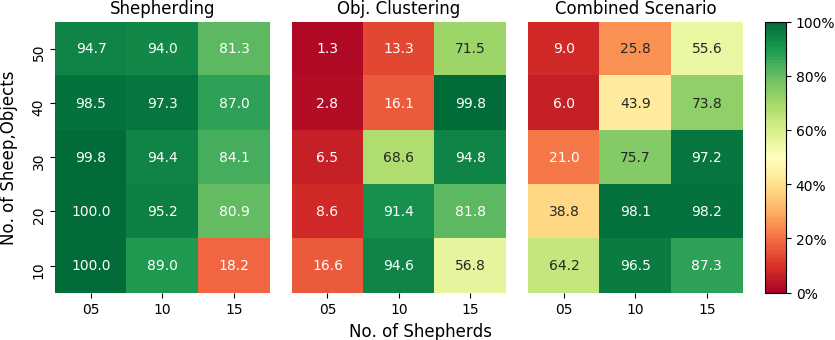 Shepherding Obj. Clustering Combined Scenario
No. of Sheep,Objects
50 94.7 94.0 81.3 1.3 13.3 71.5 9.0 25.8 55.6 100%
40 98.5 97.3 87.0 2.8 16.1 99.8 6.0 43.9 73.8 80%
30 99.8 94.4 84.1 6.5 68.6 94.8 21.0 75.7 97.2 60%
20 100.0 95.2 80.9 8.6 91.4 81.8 38.8 98.1 98.2 40%
10 100.0 89.0 18.2 16.6 94.6 56.8 64.2 96.5 87.3 20%
0%
05 10 15 05 10 15 05 10 15
No. of Shepherds